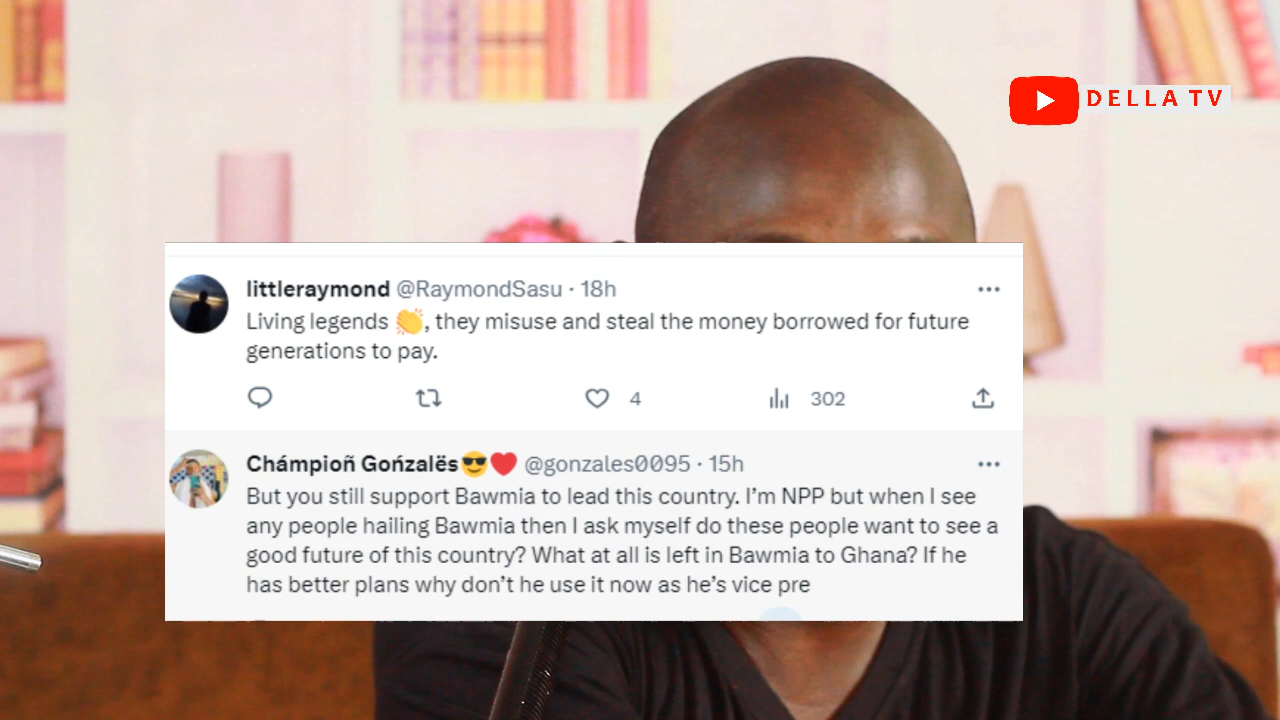 DELLA TV
littleraymond @RaymondSasu · 18h
Living legends 👏, they misuse and steal the money borrowed for future
generations to pay.
4 302
Chámpioñ Gońzalës😎❤️ @gonzales0095 · 15h
But you still support Bawmia to lead this country. I’m NPP but when I see
any people hailing Bawmia then I ask myself do these people want to see a
good future of this country? What at all is left in Bawmia to Ghana? If he
has better plans why don’t he use it now as he’s vice pre